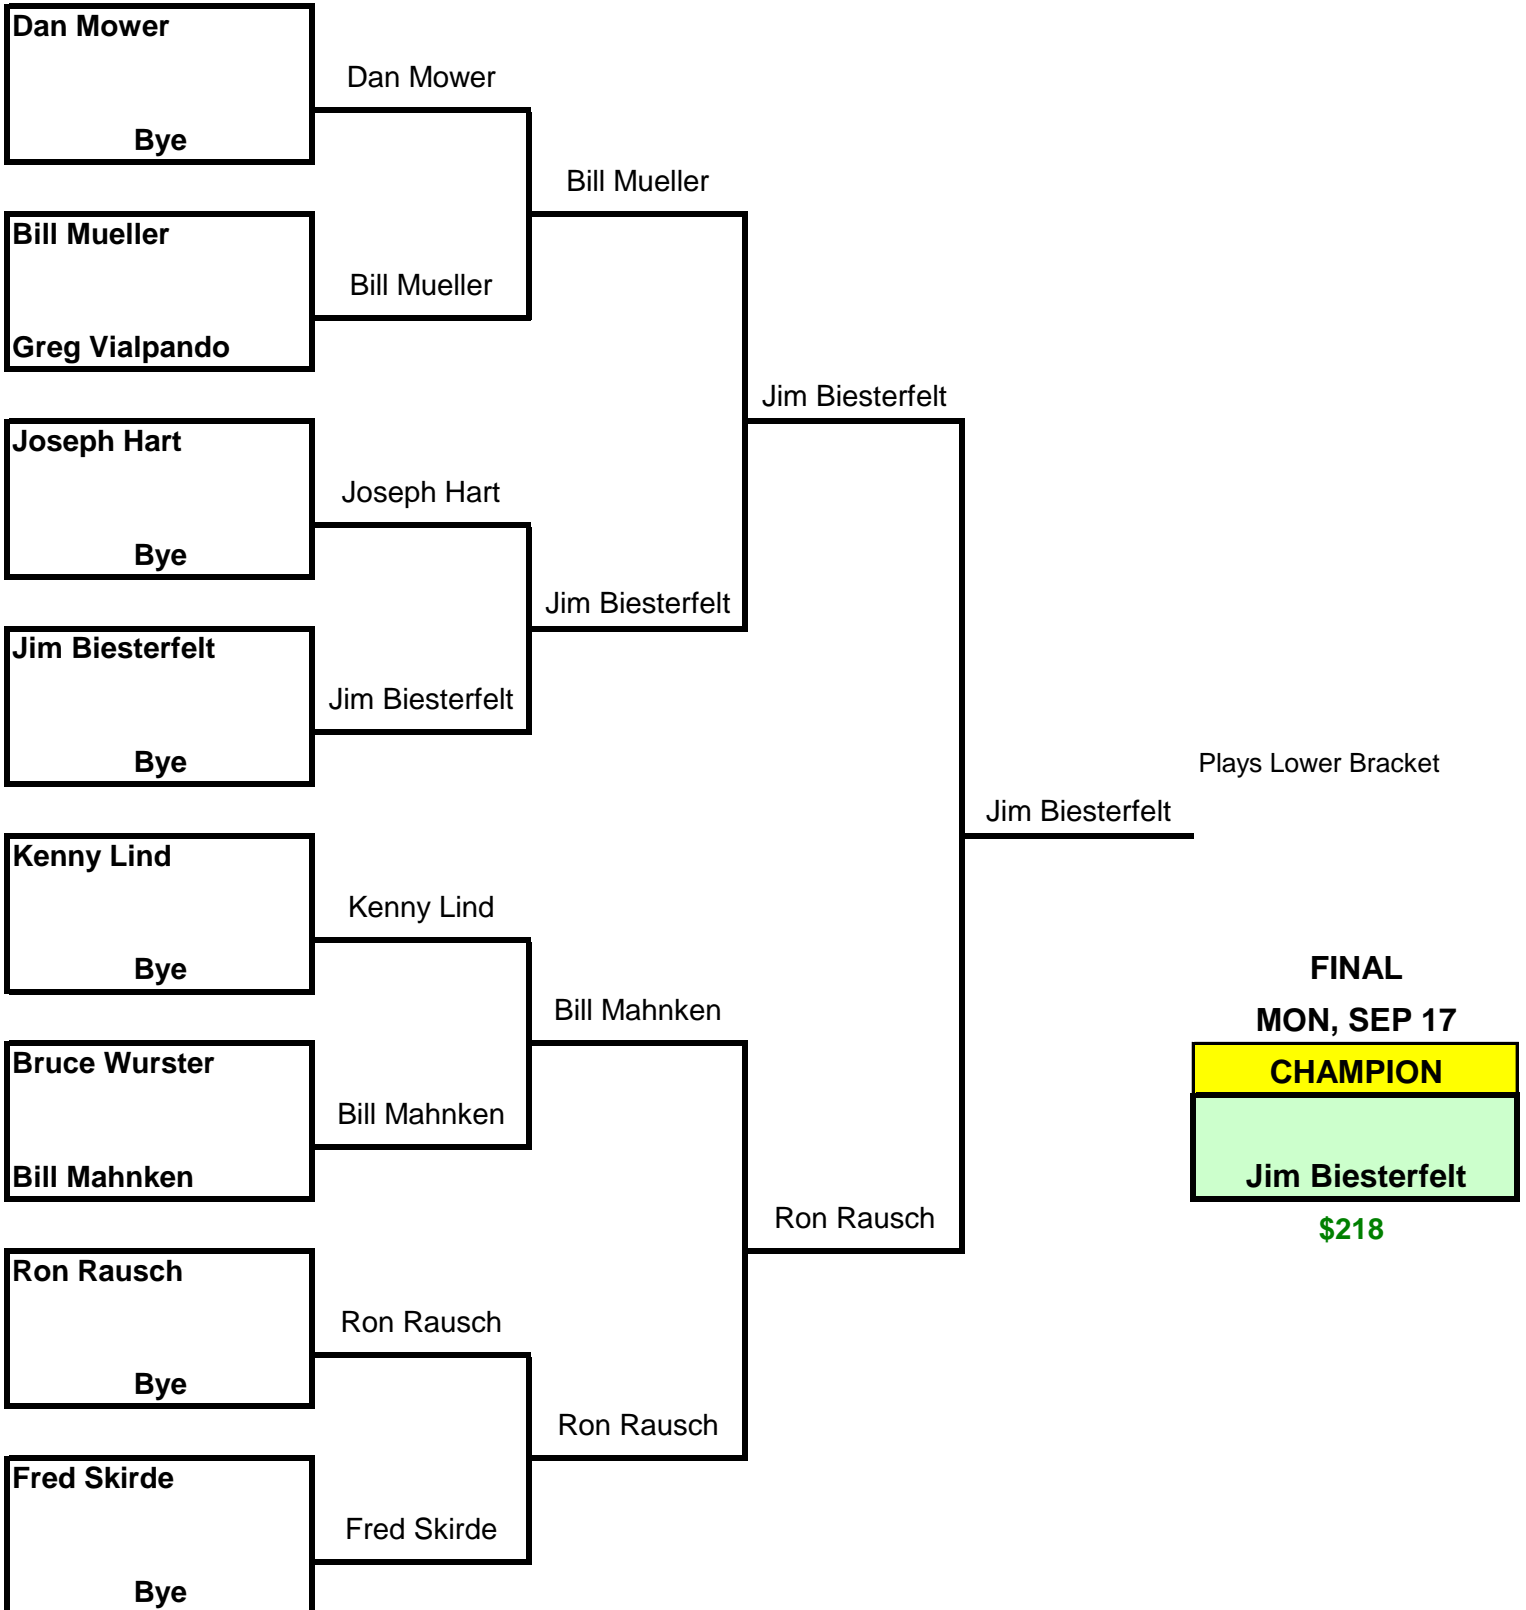 Dan Mower
Dan Mower
Bye
Bill Mueller
Bill Mueller
Bill Mueller
Greg Vialpando
Jim Biesterfelt
Joseph Hart
Joseph Hart
Bye
Jim Biesterfelt
Jim Biesterfelt
Jim Biesterfelt
Bye
Plays Lower Bracket
Jim Biesterfelt
Kenny Lind
Kenny Lind
Bye
FINAL
Bill Mahnken
MON, SEP 17
Bruce Wurster
CHAMPION
Bill Mahnken
Bill Mahnken
Jim Biesterfelt
Ron Rausch
$218
Ron Rausch
Ron Rausch
Bye
Ron Rausch
Fred Skirde
Fred Skirde
Bye